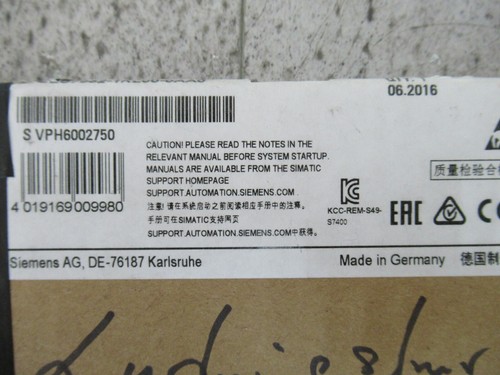 06.2016
S VPH6002750
CAUTION! PLEASE READ THE NOTES IN THE
RELEVANT MANUAL BEFORE SYSTEM STARTUP.
MANUALS ARE AVAILABLE FROM THE SIMATIC
SUPPORT HOMEPAGE
SUPPORT.AUTOMATION.SIEMENS.COM
注意! 请在系统启动之前阅读相应手册中的注释。
手册可在SIMATIC支持网页
SUPPORT.AUTOMATION.SIEMENS.COM中获得。
4 019169 009980
KCC-REM-S49-
S7400
EAC
质量检验合格
Siemens AG, DE-76187 Karlsruhe
Made in Germany 德国制